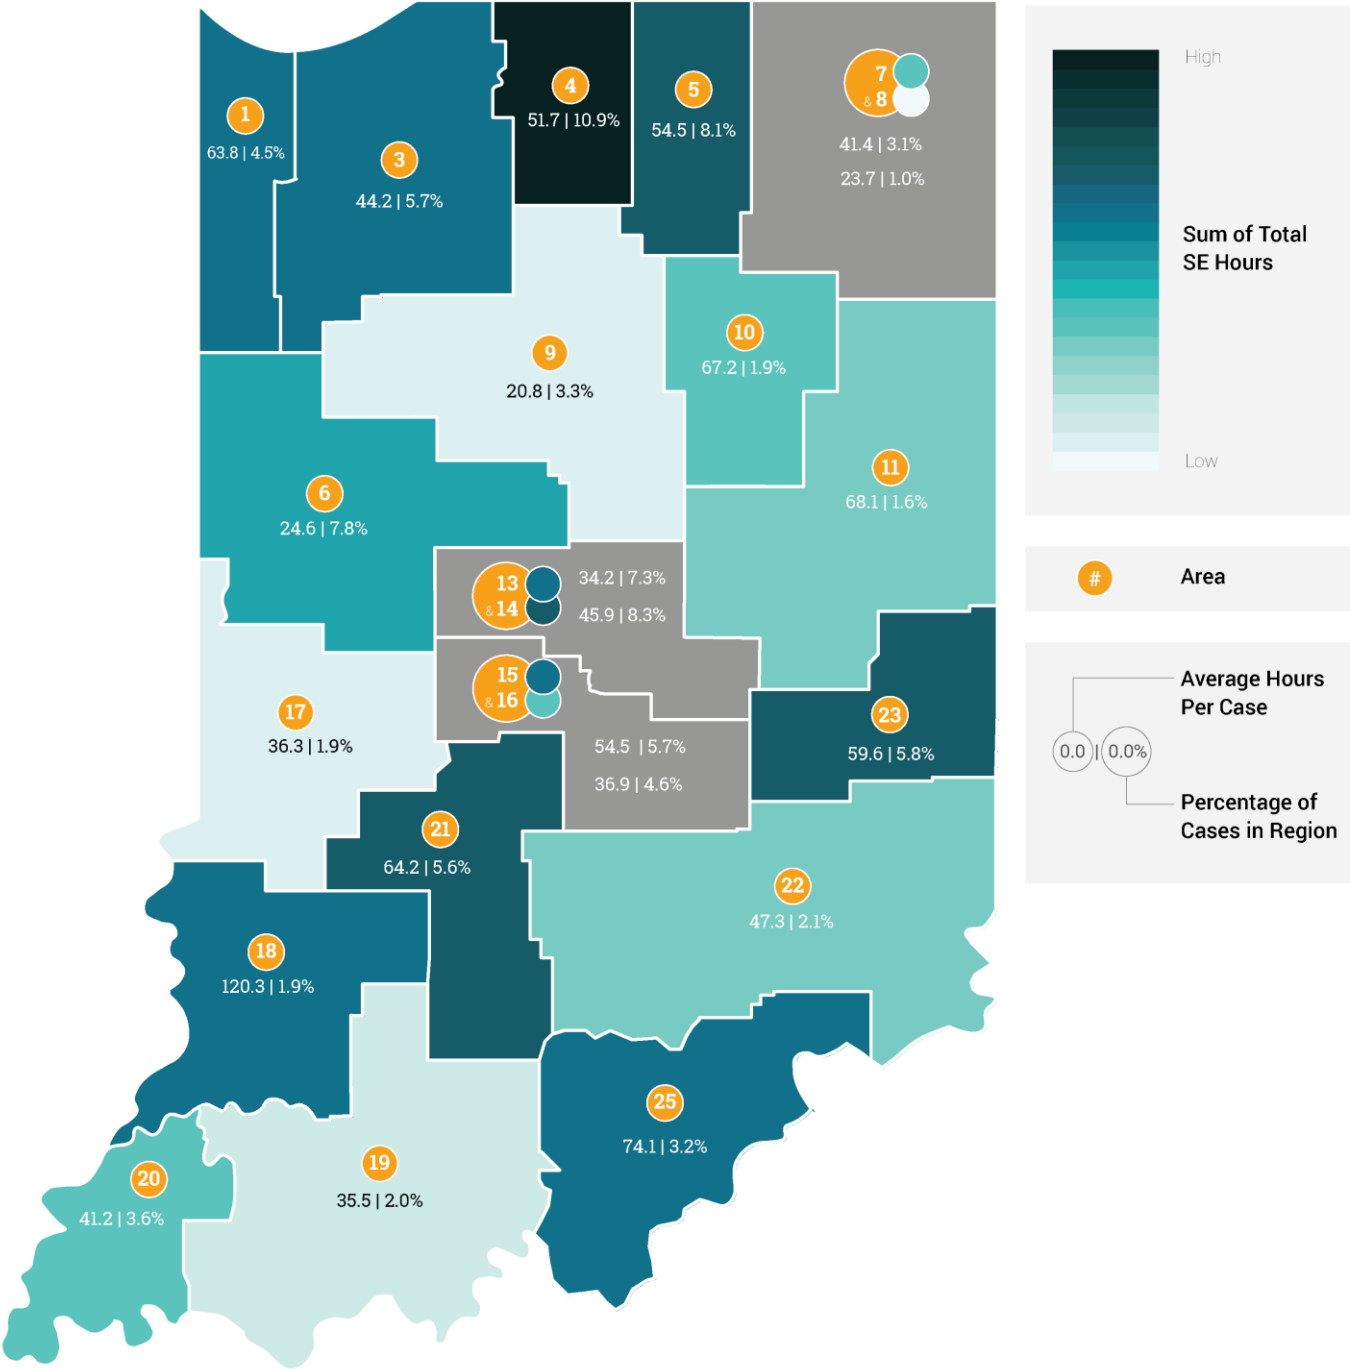 1
63.8 | 4.5%
3
44.2 | 5.7%
4
51.7 | 10.9%
5
54.5 | 8.1%
7
& 8
41.4 | 3.1%
23.7 | 1.0%
9
20.8 | 3.3%
10
67.2 | 1.9%
11
68.1 | 1.6%
6
24.6 | 7.8%
13
& 14
34.2 | 7.3%
45.9 | 8.3%
15
& 16
54.5 | 5.7%
36.9 | 4.6%
17
36.3 | 1.9%
23
59.6 | 5.8%
21
64.2 | 5.6%
22
47.3 | 2.1%
18
120.3 | 1.9%
25
74.1 | 3.2%
19
35.5 | 2.0%
20
41.2 | 3.6%
High
Sum of Total
SE Hours
Low
#
Area
Average Hours
Per Case
0.0 | 0.0%
Percentage of
Cases in Region